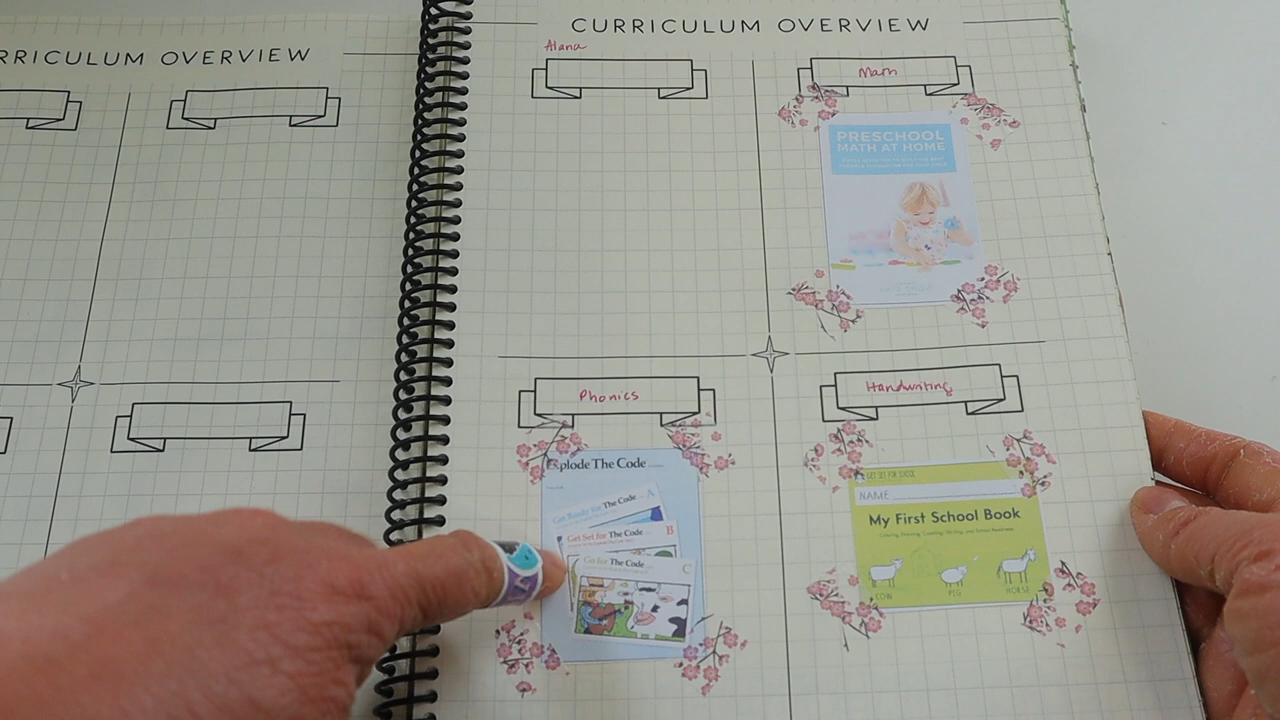 RRICULUM OVERVIEW
CURRICULUM OVERVIEW
Alana
Math
PRESCHOOL
MATH AT HOME
Phonics
Explode The Code
Get Ready for The Code
A
Get Set for The Code
B
Go for The Code
C
Handwriting
GET SET FOR SCHOOL
NAME
My First School Book
COW
PIG
HORSE